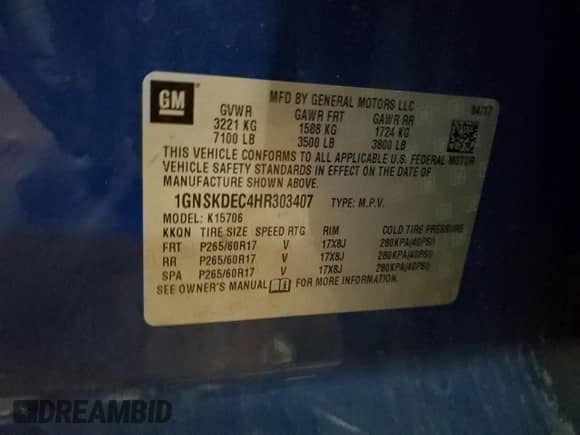 GM
MFD BY GENERAL MOTORS LLC 04/17
GVWR GAWR FRT GAWR RR
3221 KG 1588 KG 1724 KG
7100 LB 3500 LB 3800 LB
THIS VEHICLE CONFORMS TO ALL APPLICABLE U.S. FEDERAL MOTOR
VEHICLE SAFETY STANDARDS IN EFFECT ON THE DATE OF
MANUFACTURE SHOWN HERE.
1GNSKDEC4HR303407 TYPE: M.P.V.
MODEL: K15706
KKQN TIRE SIZE SPEED RTG RIM COLD TIRE PRESSURE
FRT P265/60R17 V 17X8J 280KPA(40PSI)
RR P265/60R17 V 17X8J 280KPA(40PSI)
SPA P265/60R17 V 17X8J 280KPA(40PSI)
SEE OWNER'S MANUAL FOR MORE INFORMATION.
DREAMBID